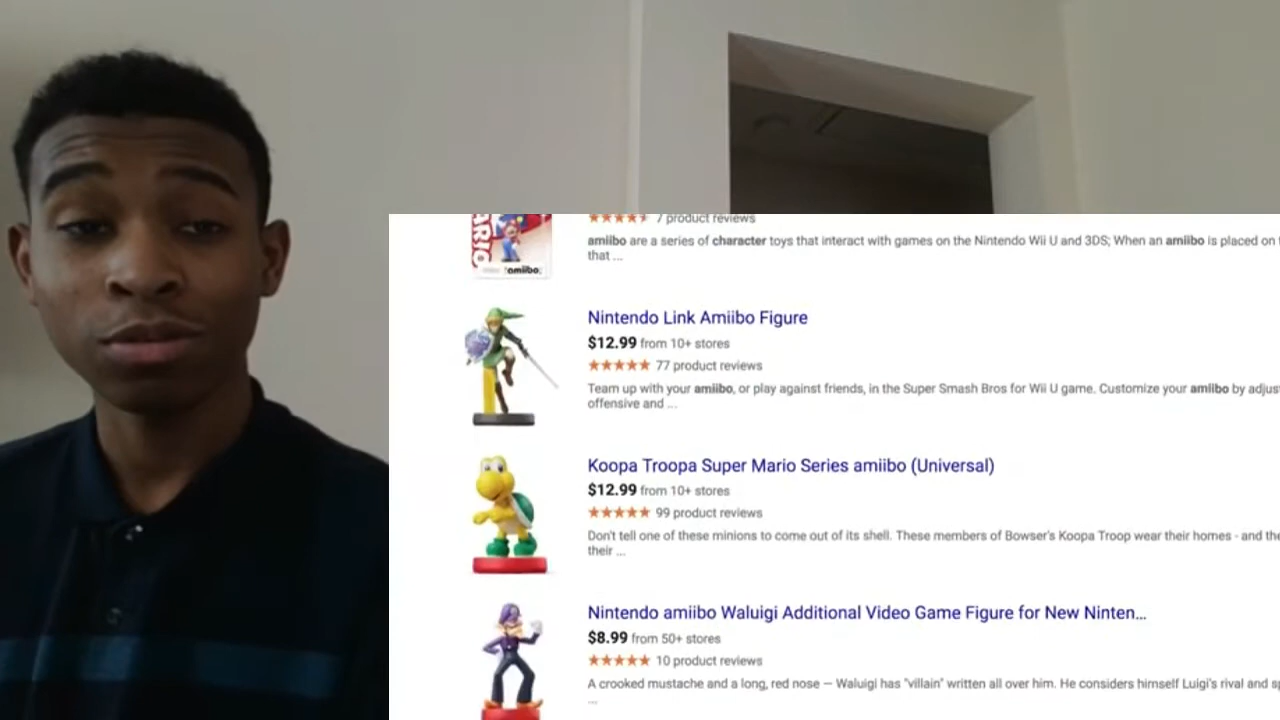 MARIO
amiibo
7 product reviews
amiibo are a series of character toys that interact with games on the Nintendo Wii U and 3DS; When an amiibo is placed on
that ...
Nintendo Link Amiibo Figure
$12.99 from 10+ stores
77 product reviews
Team up with your amiibo, or play against friends, in the Super Smash Bros for Wii U game. Customize your amiibo by
offensive and ...
Koopa Troopa Super Mario Series amiibo (Universal)
$12.99 from 10+ stores
99 product reviews
Don't tell one of these minions to come out of its shell. These members of Bowser's Koopa Troop wear their homes - and
their ...
Nintendo amiibo Waluigi Additional Video Game Figure for New Ninten...
$8.99 from 50+ stores
10 product reviews
A crooked mustache and a long, red nose — Waluigi has "villain" written all over him. He considers himself Luigi's rival and
...